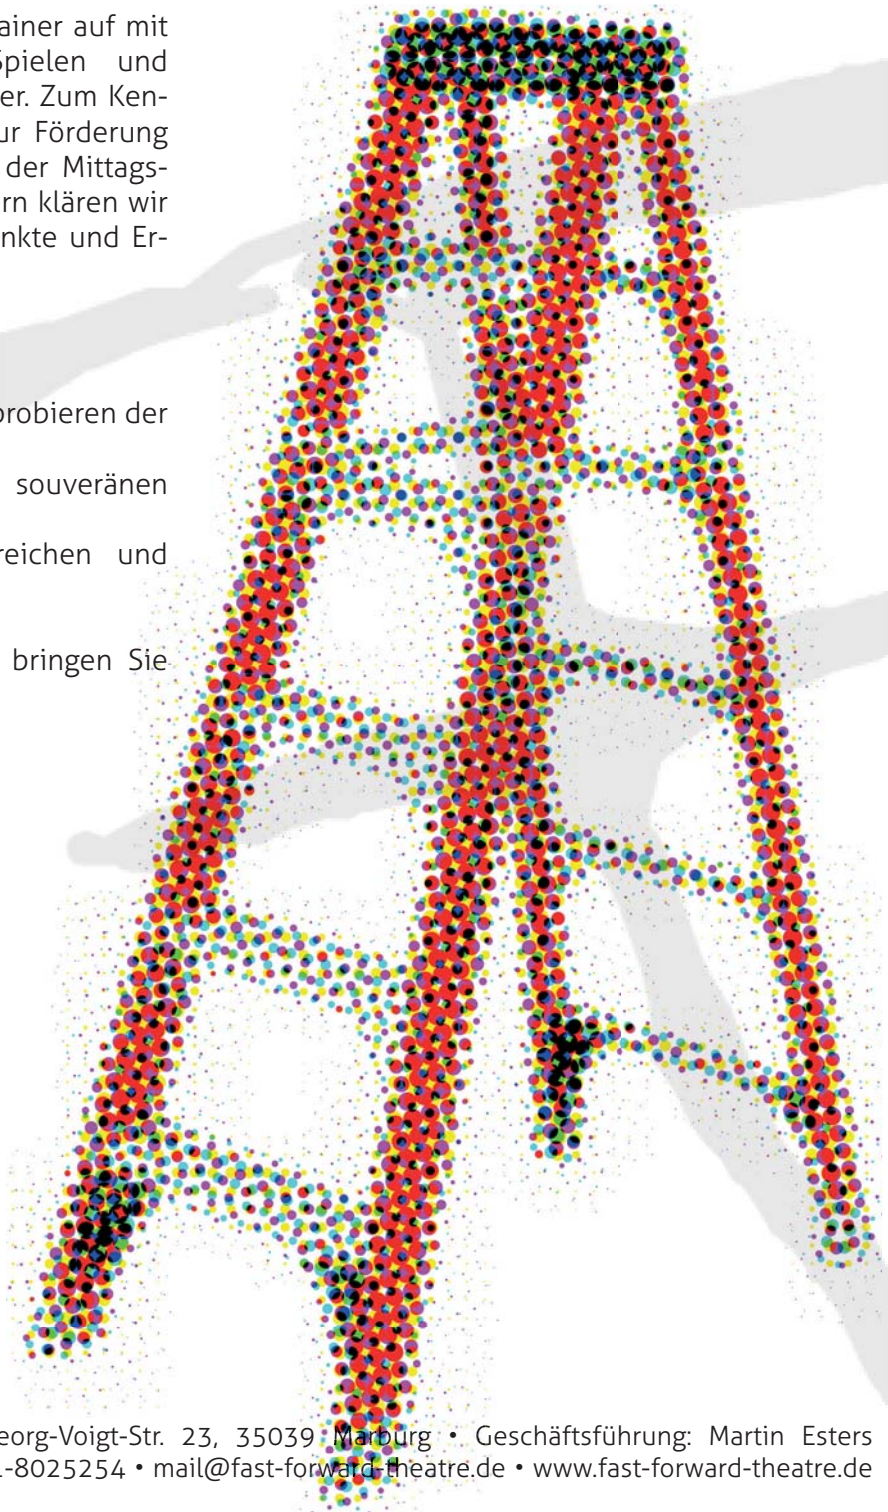 ainer auf mit
Spielen und
er. Zum Ken-
ur Förderung
der Mittags-
rn klären wir
nkte und Er-
probieren der
souveränen
reichen und
bringen Sie
eorg-Voigt-Str. 23, 35039 Marburg • Geschäftsführung: Martin Esters
1-8025254 • mail@fast-forward-theatre.de • www.fast-forward-theatre.de